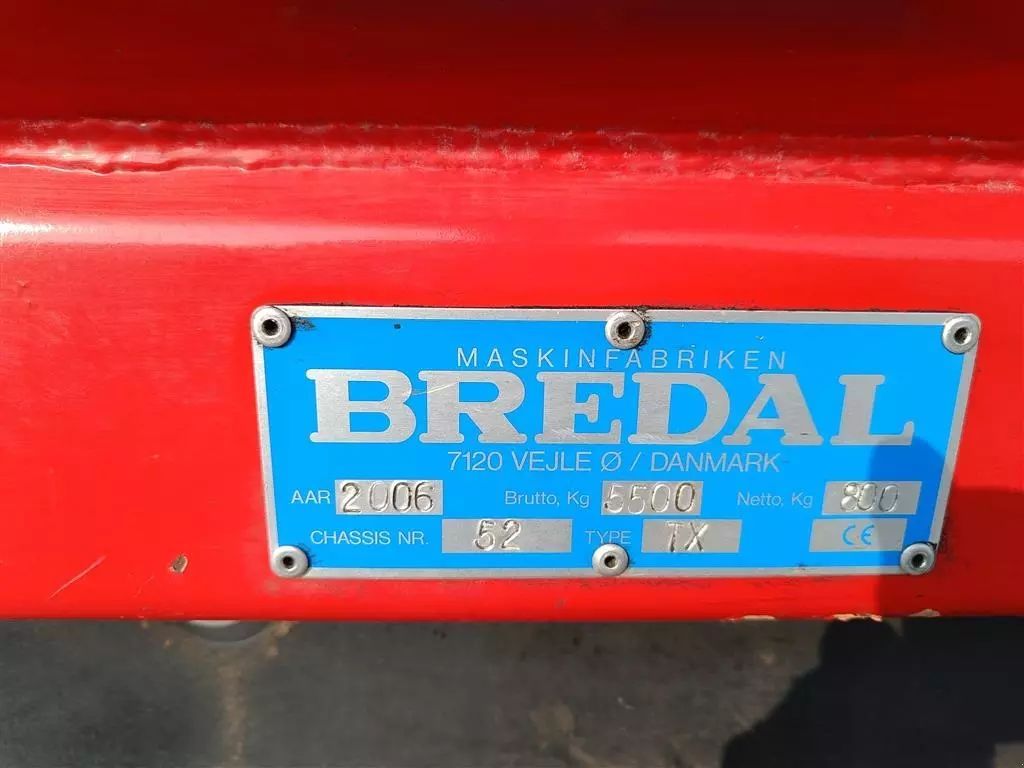 MASKINFABRIKEN
BREDAL
7120 VEJLE Ø / DANMARK
AAR 2006 Brutto, Kg 5500 Netto, Kg 800
CHASSIS NR. 52 TYPE TX CE